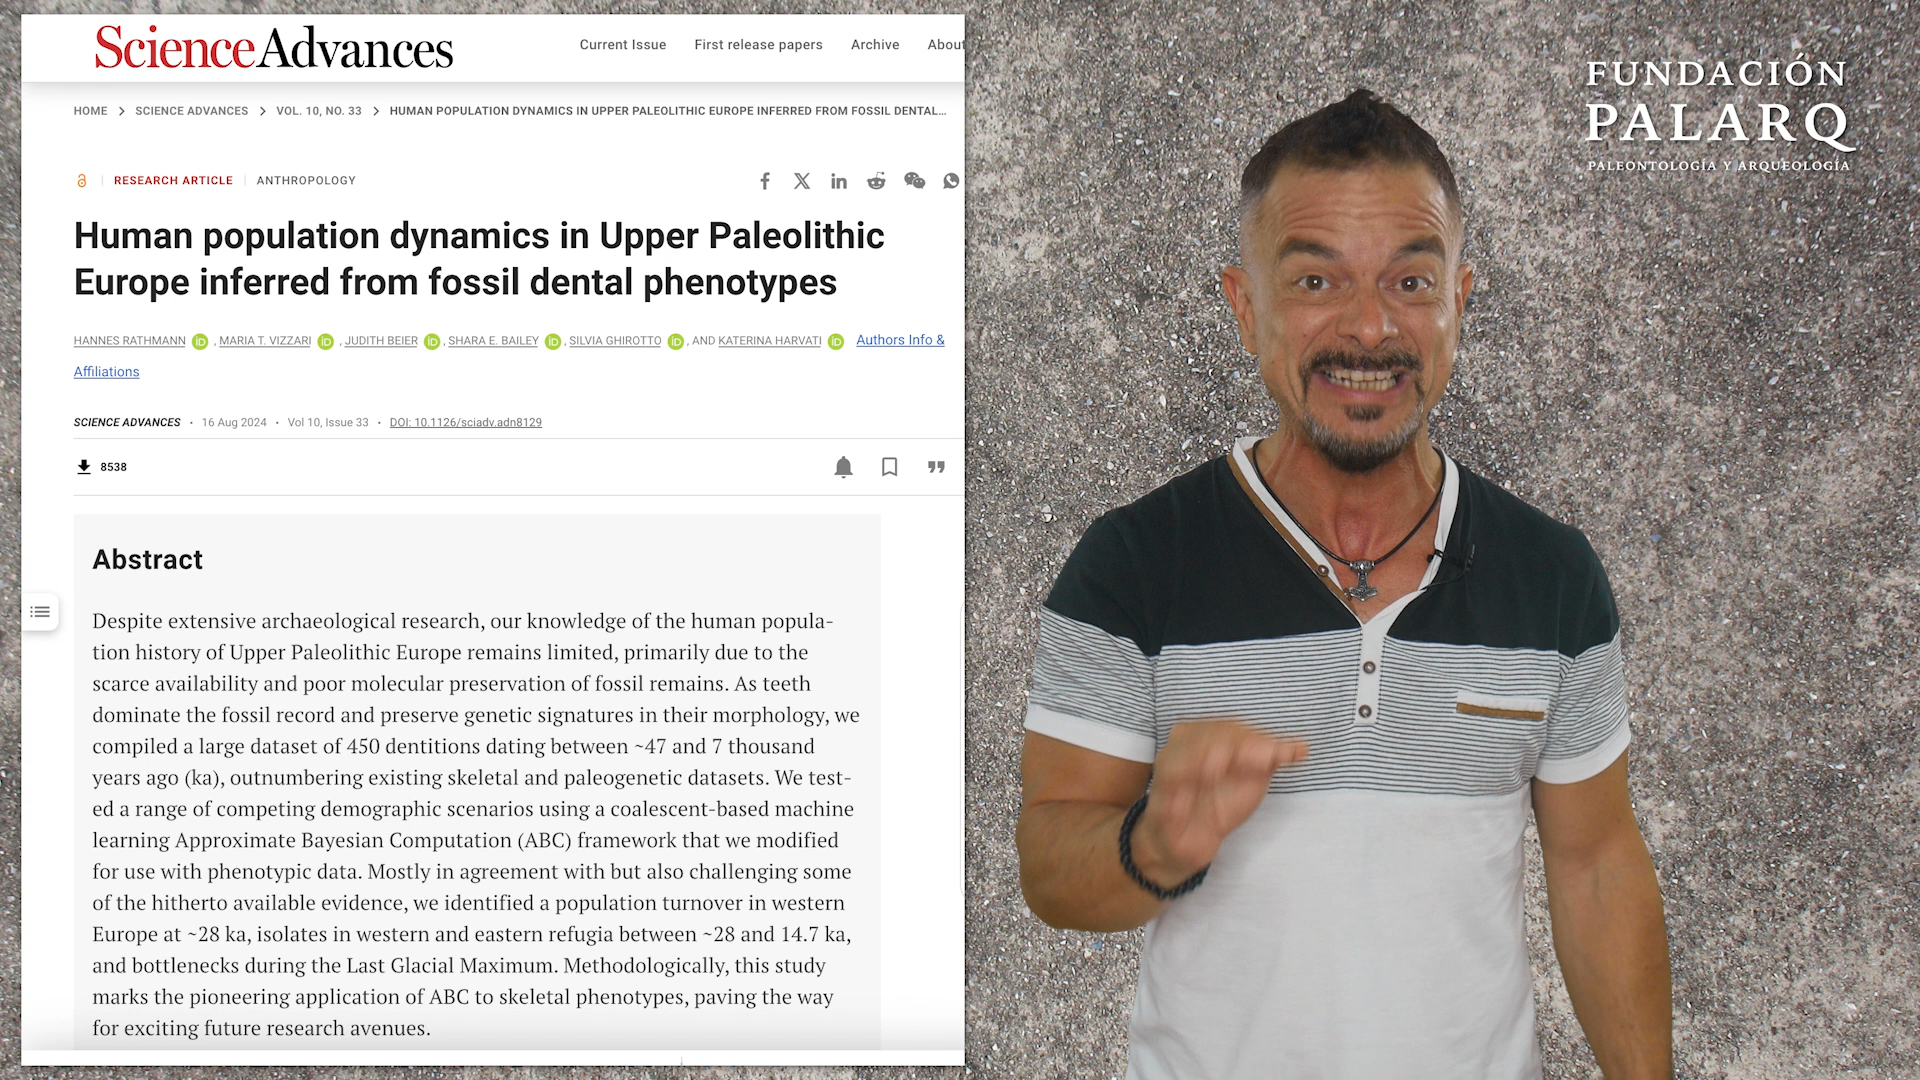 ScienceAdvances
Current Issue First release papers Archive About
HOME > SCIENCE ADVANCES > VOL. 10, NO. 33 > HUMAN POPULATION DYNAMICS IN UPPER PALEOLITHIC EUROPE INFERRED FROM FOSSIL DENTAL...
RESEARCH ARTICLE | ANTHROPOLOGY
Human population dynamics in Upper Paleolithic
Europe inferred from fossil dental phenotypes
HANNES RATHMANN iD , MARIA T. VIZZARI iD , JUDITH BEIER iD , SHARA E. BAILEY iD , SILVIA GHIROTTO iD , AND KATERINA HARVATI iD Authors Info &
Affiliations
SCIENCE ADVANCES · 16 Aug 2024 · Vol 10, Issue 33 · DOI: 10.1126/sciadv.adn8129
8538
Abstract
Despite extensive archaeological research, our knowledge of the human popula-
tion history of Upper Paleolithic Europe remains limited, primarily due to the
scarce availability and poor molecular preservation of fossil remains. As teeth
dominate the fossil record and preserve genetic signatures in their morphology, we
compiled a large dataset of 450 dentitions dating between ~47 and 7 thousand
years ago (ka), outnumbering existing skeletal and paleogenetic datasets. We test-
ed a range of competing demographic scenarios using a coalescent-based machine
learning Approximate Bayesian Computation (ABC) framework that we modified
for use with phenotypic data. Mostly in agreement with but also challenging some
of the hitherto available evidence, we identified a population turnover in western
Europe at ~28 ka, isolates in western and eastern refugia between ~28 and 14.7 ka,
and bottlenecks during the Last Glacial Maximum. Methodologically, this study
marks the pioneering application of ABC to skeletal phenotypes, paving the way
for exciting future research avenues.
FUNDACIÓN
PALARQ
PALEONTOLOGÍA Y ARQUEOLOGÍA